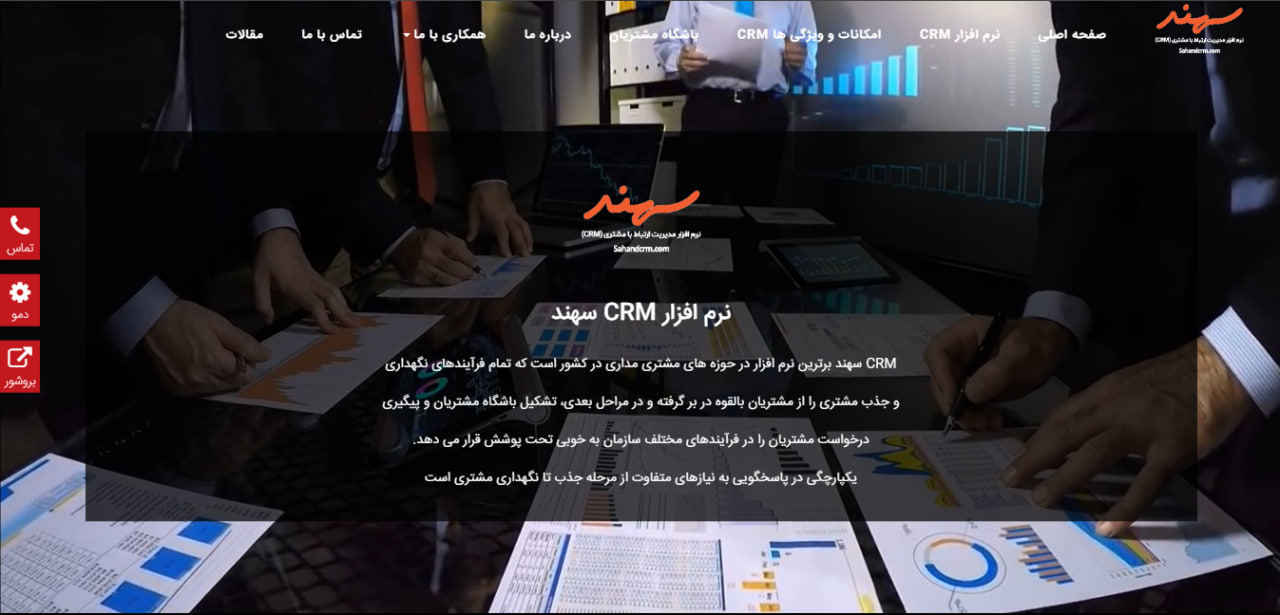 سهند
نرم افزار مدیریت ارتباط با مشتری (CRM)
Sahandcrm.com
صفحه اصلی
نرم افزار CRM
امکانات و ویژگی ها CRM
باشگاه مشتریان
درباره ما
همکاری با ما
تماس با ما
مقالات
سهند
نرم افزار مدیریت ارتباط با مشتری (CRM)
Sahandcrm.com
نرم افزار CRM سهند
CRM سهند برترین نرم افزار در حوزه های مشتری مداری در کشور است که تمام فرآیندهای نگهداری
و جذب مشتری را از مشتریان بالقوه در بر گرفته و در مراحل بعدی، تشکیل باشگاه مشتریان و پیگیری
درخواست مشتریان را در فرآیندهای مختلف سازمان به خوبی تحت پوشش قرار می دهد.
یکپارچگی در پاسخگویی به نیازهای متفاوت از مرحله جذب تا نگهداری مشتری است
تماس
دمو
بروشور